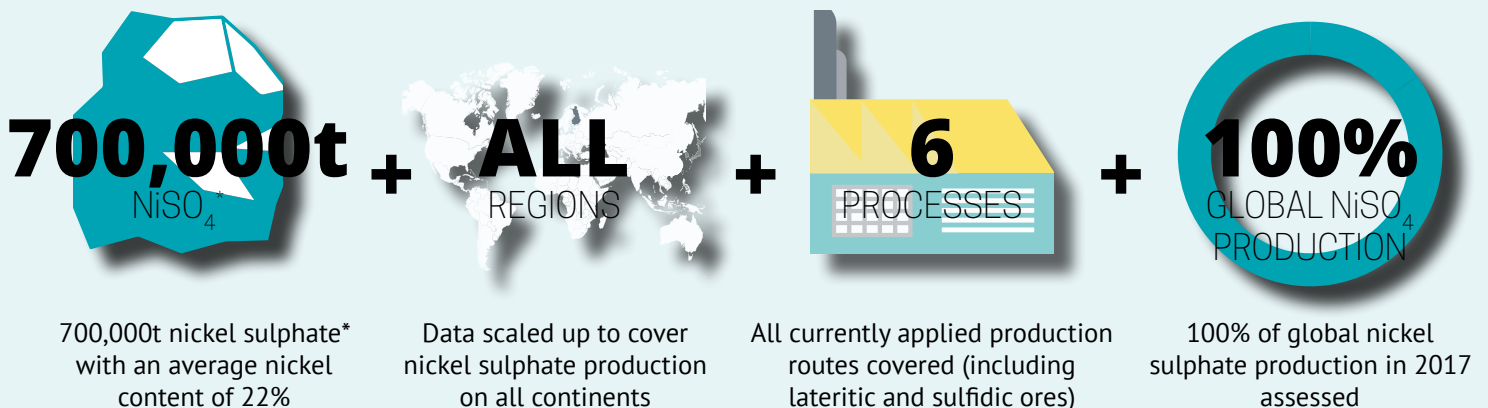 700,000t
NiSO4*
+
ALL
REGIONS
+
6
PROCESSES
+
100%
GLOBAL NiSO4
PRODUCTION
700,000t nickel sulphate*
with an average nickel
content of 22%
Data scaled up to cover
nickel sulphate production
on all continents
All currently applied production
routes covered (including
lateritic and sulfidic ores)
100% of global nickel
sulphate production in 2017
assessed